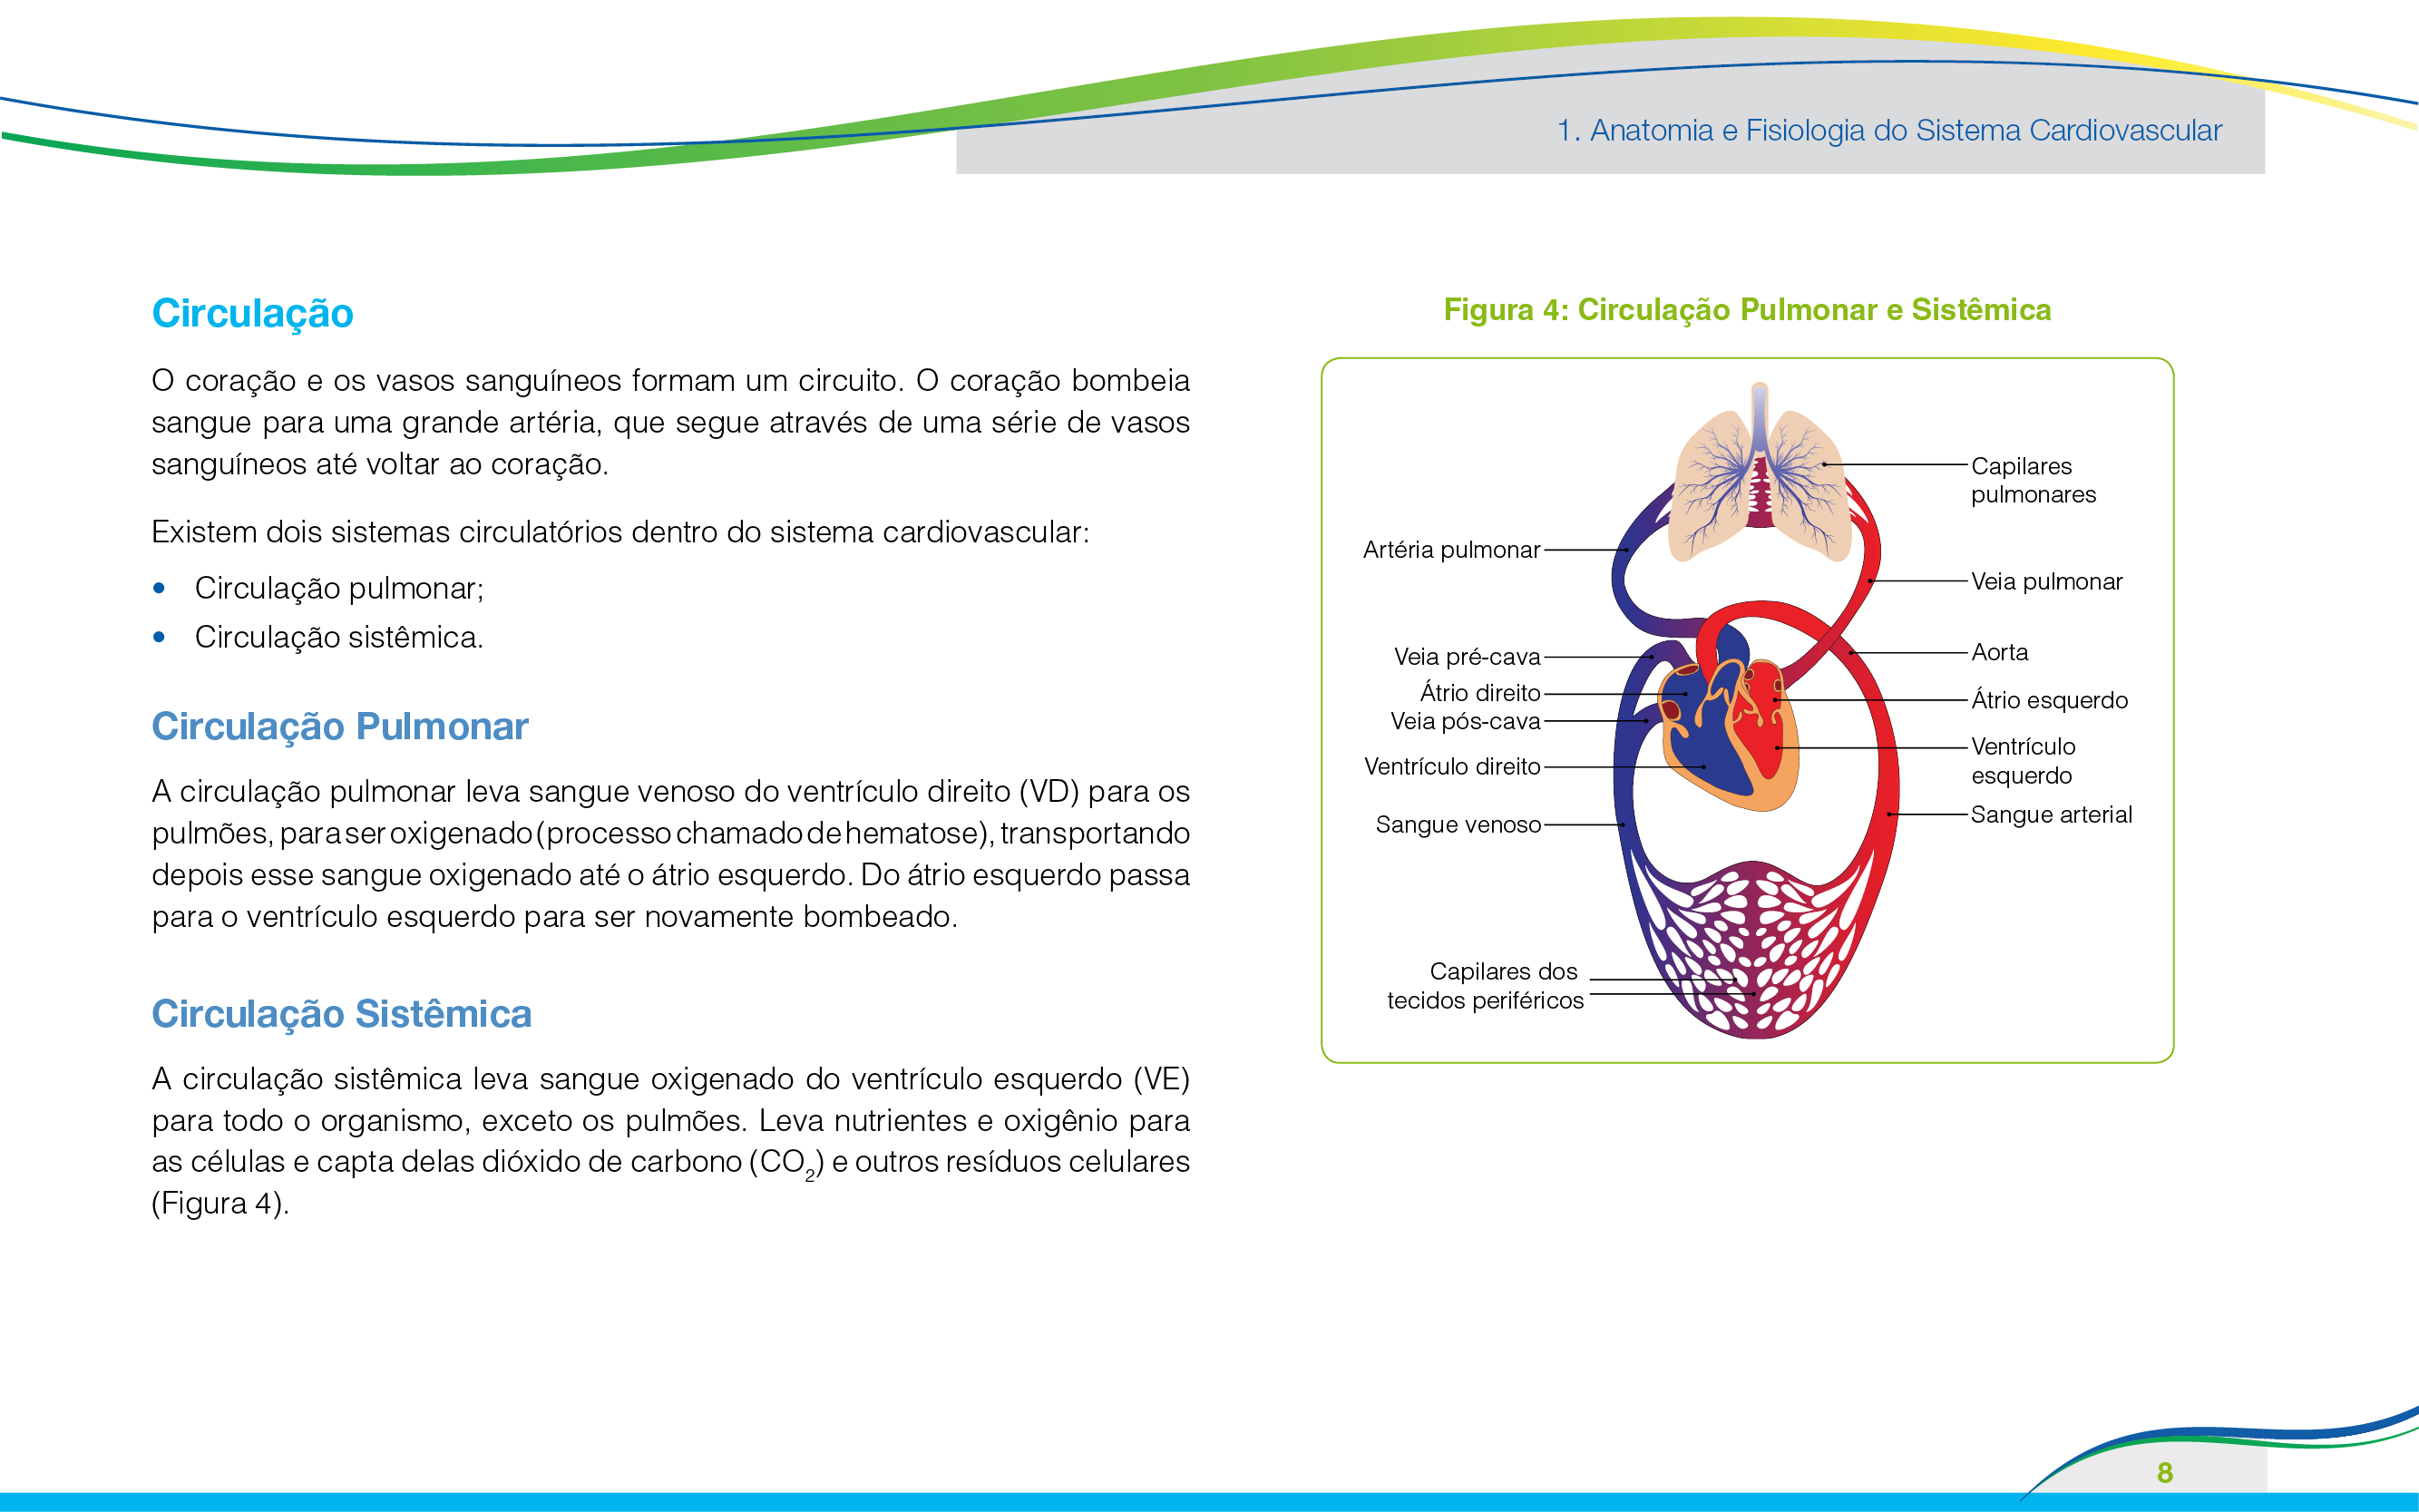 1. Anatomia e Fisiologia do Sistema Cardiovascular
Circulação
O coração e os vasos sanguíneos formam um circuito. O coração bombeia
sangue para uma grande artéria, que segue através de uma série de vasos
sanguíneos até voltar ao coração.
Existem dois sistemas circulatórios dentro do sistema cardiovascular:
• Circulação pulmonar;
• Circulação sistêmica.
Circulação Pulmonar
A circulação pulmonar leva sangue venoso do ventrículo direito (VD) para os
pulmões, para ser oxigenado (processo chamado de hematose), transportando
depois esse sangue oxigenado até o átrio esquerdo. Do átrio esquerdo passa
para o ventrículo esquerdo para ser novamente bombeado.
Circulação Sistêmica
A circulação sistêmica leva sangue oxigenado do ventrículo esquerdo (VE)
para todo o organismo, exceto os pulmões. Leva nutrientes e oxigênio para
as células e capta delas dióxido de carbono (CO₂) e outros resíduos celulares
(Figura 4).
Figura 4: Circulação Pulmonar e Sistêmica
Artéria pulmonar
Veia pré-cava
Átrio direito
Veia pós-cava
Ventrículo direito
Sangue venoso
Capilares dos
tecidos periféricos
Capilares
pulmonares
Veia pulmonar
Aorta
Átrio esquerdo
Ventrículo
esquerdo
Sangue arterial
8